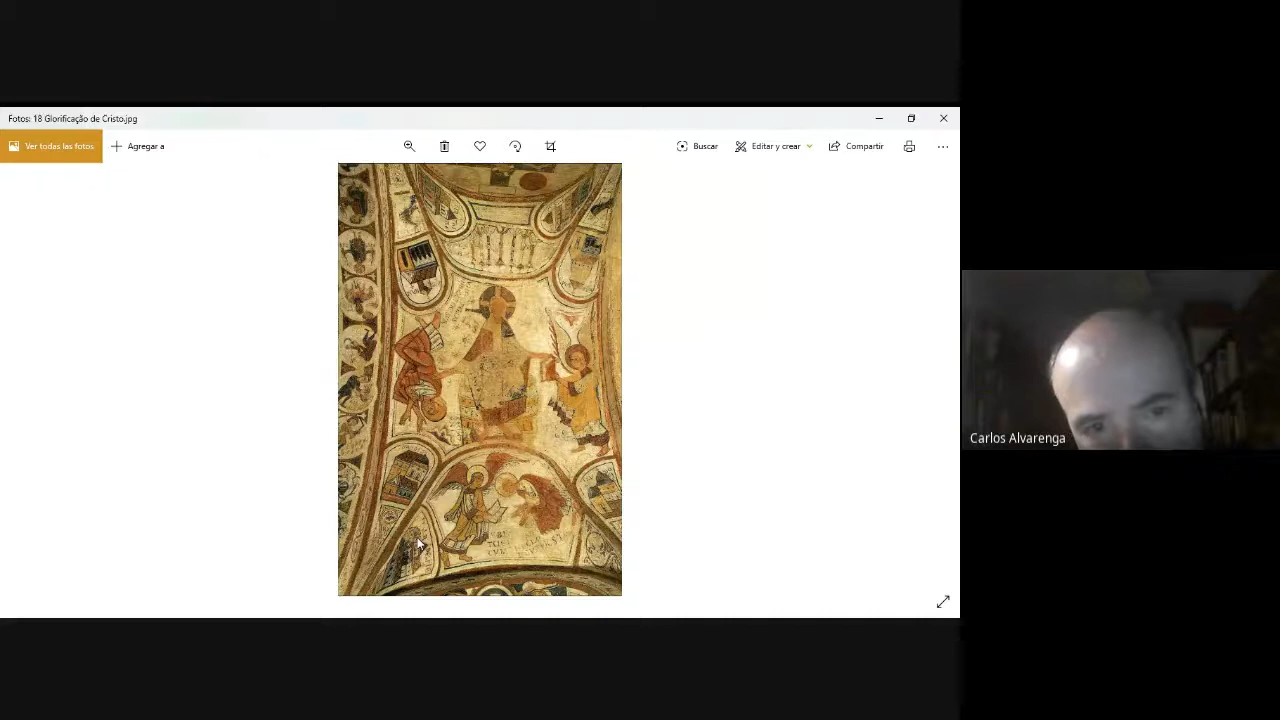 Fotos: 18 Glorificação de Cristo.jpg
Ver todas las fotos
Agregar a
Buscar
Editar y crear
Compartir
Carlos Alvarenga